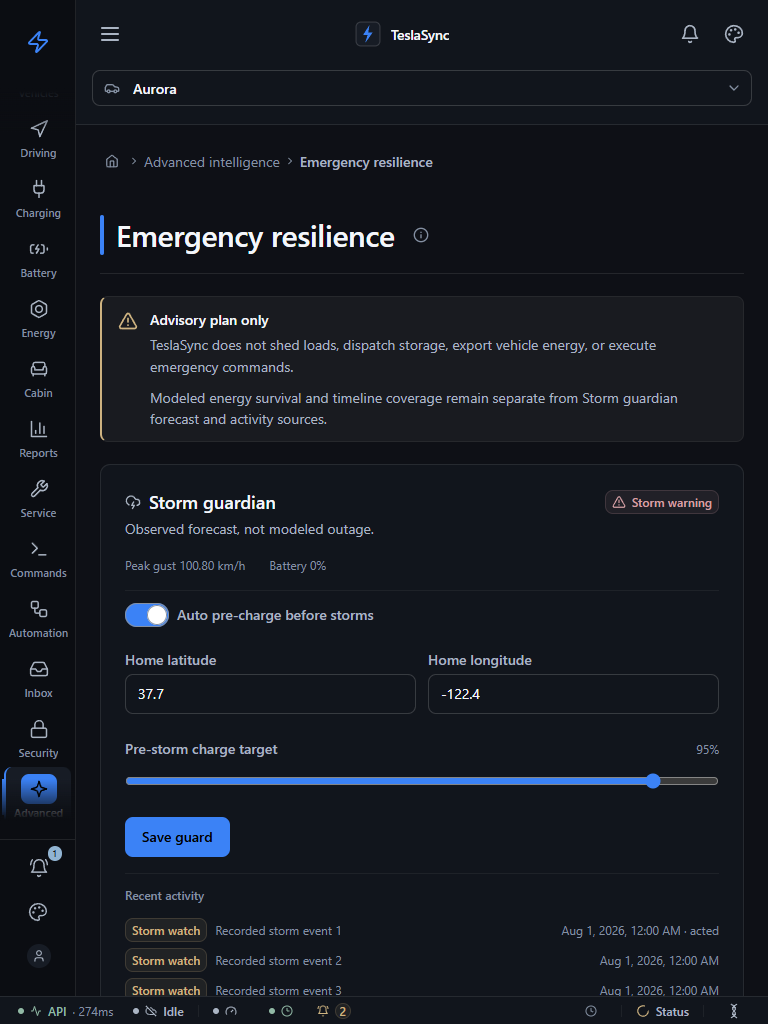 TeslaSync
Aurora
Driving
Charging
Battery
Energy
Cabin
Reports
Service
Commands
Automation
Inbox
Security
Advanced
1
Advanced intelligence
Emergency resilience
Emergency resilience
Advisory plan only
TeslaSync does not shed loads, dispatch storage, export vehicle energy, or execute
emergency commands.
Modeled energy survival and timeline coverage remain separate from Storm guardian
forecast and activity sources.
Storm guardian
Storm warning
Observed forecast, not modeled outage.
Peak gust 100.80 km/h Battery 0%
Auto pre-charge before storms
Home latitude Home longitude
37.7 -122.4
Pre-storm charge target 95%
Save guard
Recent activity
Storm watch Recorded storm event 1 Aug 1, 2026, 12:00 AM · acted
Storm watch Recorded storm event 2 Aug 1, 2026, 12:00 AM
Storm watch Recorded storm event 3 Aug 1, 2026, 12:00 AM
API · 274ms Idle 2 Status